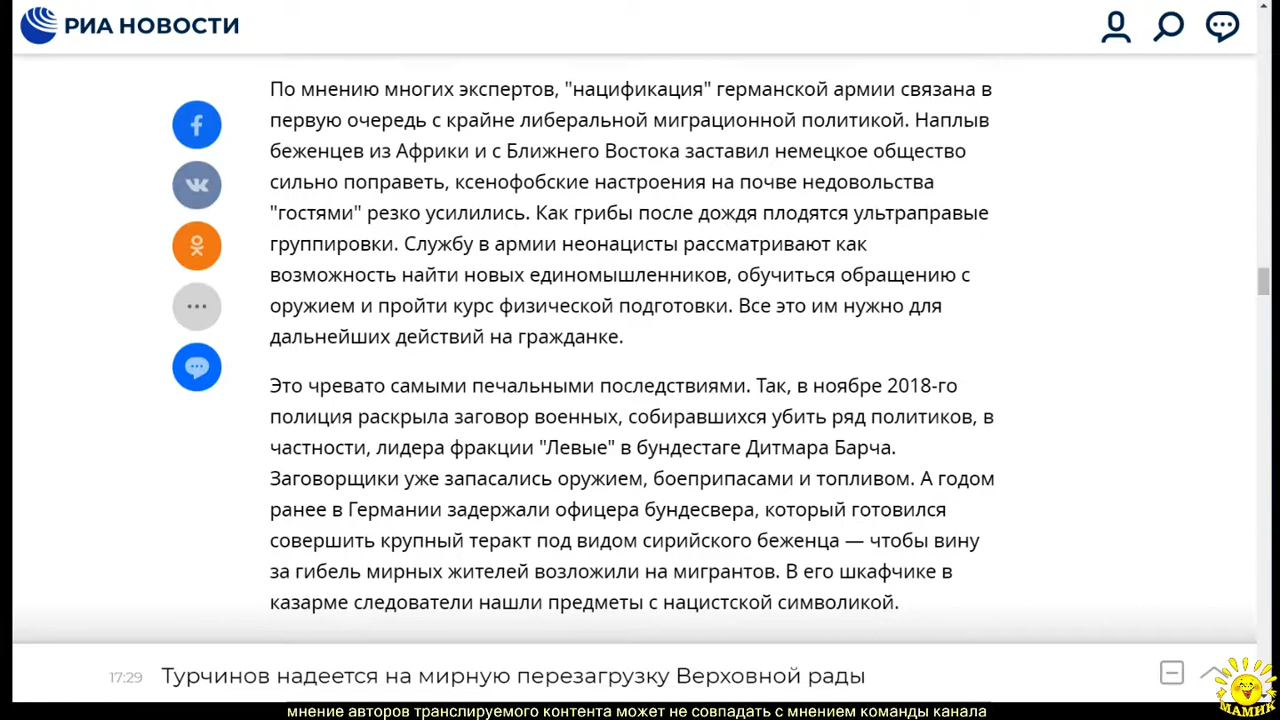 РИА НОВОСТИ
По мнению многих экспертов, "нацификация" германской армии связана в
первую очередь с крайне либеральной миграционной политикой. Наплыв
беженцев из Африки и с Ближнего Востока заставил немецкое общество
сильно поправеть, ксенофобские настроения на почве недовольства
"гостями" резко усилились. Как грибы после дождя плодятся ультраправые
группировки. Службу в армии неонацисты рассматривают как
возможность найти новых единомышленников, обучиться обращению с
оружием и пройти курс физической подготовки. Все это им нужно для
дальнейших действий на гражданке.
Это чревато самыми печальными последствиями. Так, в ноябре 2018-го
полиция раскрыла заговор военных, собиравшихся убить ряд политиков, в
частности, лидера фракции "Левые" в бундестаге Дитмара Барча.
Заговорщики уже запасались оружием, боеприпасами и топливом. А годом
ранее в Германии задержали офицера бундесвера, который готовился
совершить крупный теракт под видом сирийского беженца — чтобы вину
за гибель мирных жителей возложили на мигрантов. В его шкафчике в
казарме следователи нашли предметы с нацистской символикой.
17:29 Турчинов надеется на мирную перезагрузку Верховной рады
МАМИК
мнение авторов транслируемого контента может не совпадать с мнением команды канала